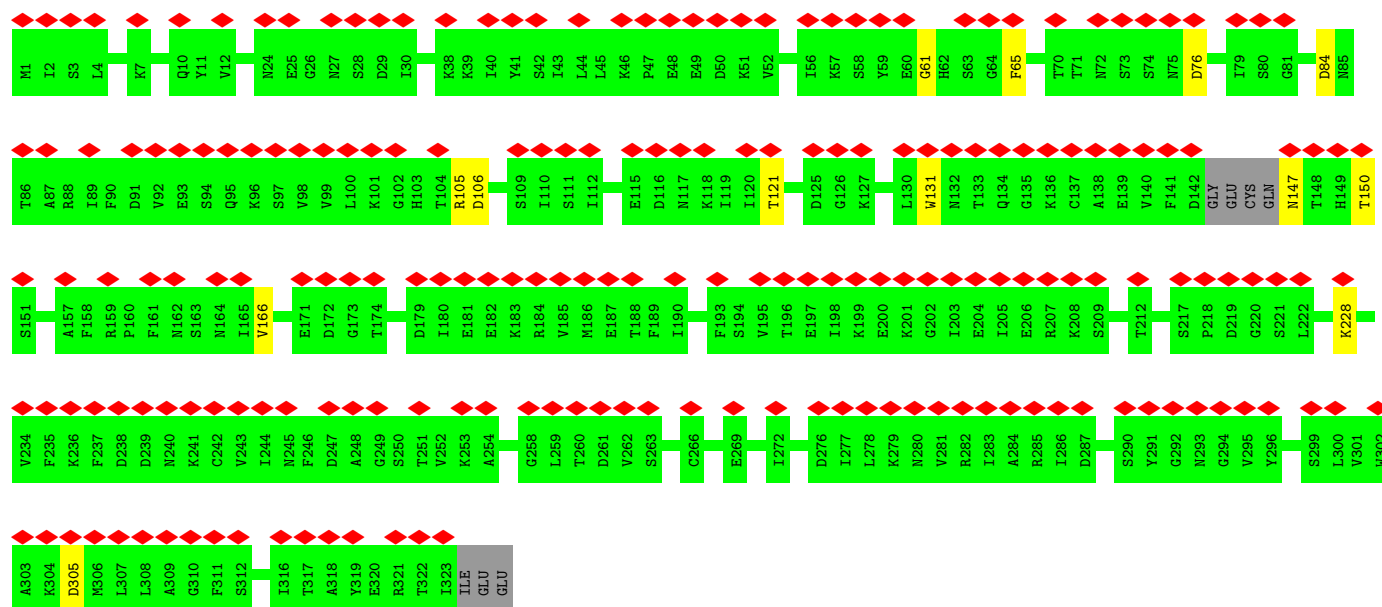 M1 I2 S3 L4 K7 Q10 Y11 V12 N24 E25 G26 N27 S28 D29 I30 K38 K39 I40 Y41 S42 I43 L44 L45 K46 P47 E48 E49 D50 K51 V52 I56 K57 S58 Y59 E60 G61 H62 S63 G64 F65 T70 T71 N72 S73 S74 N75 D76 I79 S80 G81 D84 N85
T86 A87 R88 I89 F90 D91 V92 E93 S94 Q95 K96 S97 V98 V99 L100 K101 G102 H103 T104 R105 D106 S109 I110 S111 I112 E115 D116 N117 K118 I119 I120 T121 D125 G126 K127 L130 W131 N132 T133 Q134 G135 K136 C137 A138 E139 V140 F141 D142 GLY GLU CYS GLN N147 T148 H149 T150
S151 A157 F158 R159 P160 F161 N162 S163 N164 I165 V166 E171 D172 G173 T174 D179 I180 E181 E182 K183 R184 V185 M186 E187 T188 F189 I190 F193 S194 V195 T196 E197 I198 K199 E200 K201 G202 I203 E204 I205 E206 R207 K208 S209 T212 S217 P218 D219 G220 S221 L222 K228
V234 F235 K236 F237 D238 D239 N240 K241 C242 V243 I244 N245 F246 D247 A248 G249 S250 T251 V252 K253 A254 G258 L259 T260 D261 V262 S263 C266 E269 I272 D276 I277 L278 K279 N280 V281 R282 I283 A284 R285 I286 D287 S290 Y291 G292 N293 G294 V295 Y296 S299 L300 V301 W302
A303 K304 D305 M306 L307 L308 A309 G310 F311 S312 I316 T317 A318 Y319 E320 R321 T322 I323 ILE GLU GLU